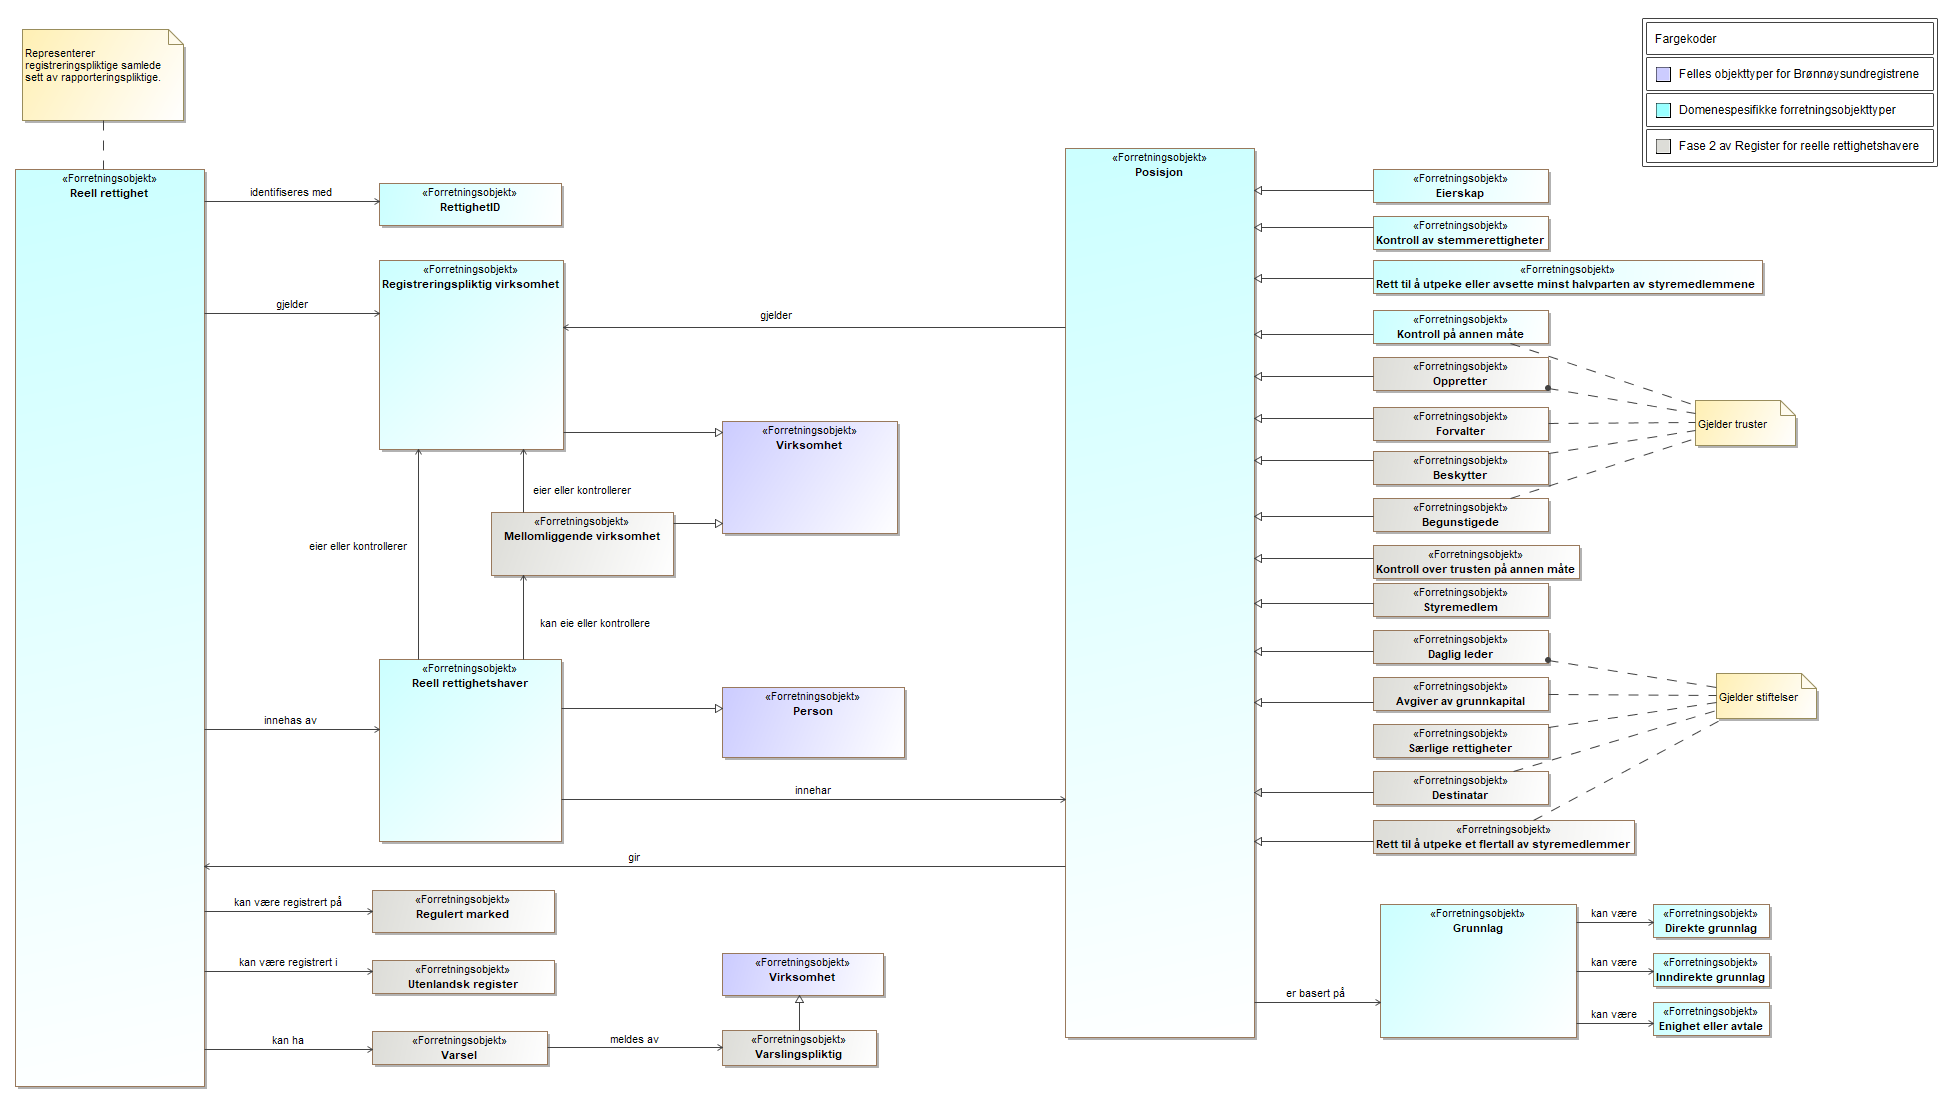 Representerer
registreringspliktige samlede
sett av rapporteringspliktige.
Fargekoder
Felles objekttyper for Brønnøysundregistrene
Domenespesifikke forretningsobjekttyper
Fase 2 av Register for reelle rettighetshavere
«Forretningsobjekt»
Reell rettighet
identifiseres med
«Forretningsobjekt»
RettighetID
gjelder
«Forretningsobjekt»
Registreringspliktig virksomhet
gjelder
«Forretningsobjekt»
Virksomhet
eier eller kontrollerer
«Forretningsobjekt»
Mellomliggende virksomhet
eier eller kontrollerer
kan eie eller kontrollere
«Forretningsobjekt»
Reell rettighetshaver
innehas av
«Forretningsobjekt»
Person
innehar
gir
kan være registrert på
«Forretningsobjekt»
Regulert marked
kan være registrert i
«Forretningsobjekt»
Utenlandsk register
kan ha
«Forretningsobjekt»
Varsel
meldes av
«Forretningsobjekt»
Virksomhet
«Forretningsobjekt»
Varslingspliktig
«Forretningsobjekt»
Posisjon
«Forretningsobjekt»
Eierskap
«Forretningsobjekt»
Kontroll av stemmerettigheter
«Forretningsobjekt»
Rett til å utpeke eller avsette minst halvparten av styremedlemmene
«Forretningsobjekt»
Kontroll på annen måte
«Forretningsobjekt»
Oppretter
«Forretningsobjekt»
Forvalter
Gjelder truster
«Forretningsobjekt»
Beskytter
«Forretningsobjekt»
Begunstigede
«Forretningsobjekt»
Kontroll over trusten på annen måte
«Forretningsobjekt»
Styremedlem
«Forretningsobjekt»
Daglig leder
«Forretningsobjekt»
Avgiver av grunnkapital
Gjelder stiftelser
«Forretningsobjekt»
Særlige rettigheter
«Forretningsobjekt»
Destinatar
«Forretningsobjekt»
Rett til å utpeke et flertall av styremedlemmer
er basert på
«Forretningsobjekt»
Grunnlag
kan være
«Forretningsobjekt»
Direkte grunnlag
kan være
«Forretningsobjekt»
Inndirekte grunnlag
kan være
«Forretningsobjekt»
Enighet eller avtale